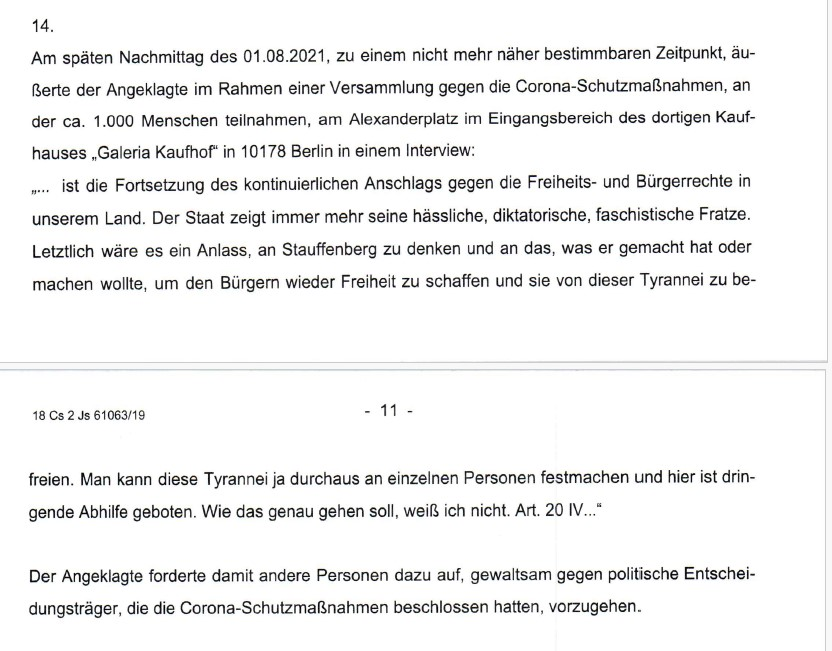 14.
Am späten Nachmittag des 01.08.2021, zu einem nicht mehr näher bestimmbaren Zeitpunkt, äu-
ßerte der Angeklagte im Rahmen einer Versammlung gegen die Corona-Schutzmaßnahmen, an
der ca. 1.000 Menschen teilnahmen, am Alexanderplatz im Eingangsbereich des dortigen Kauf-
hauses „Galeria Kaufhof“ in 10178 Berlin in einem Interview:
„... ist die Fortsetzung des kontinuierlichen Anschlags gegen die Freiheits- und Bürgerrechte in
unserem Land. Der Staat zeigt immer mehr seine hässliche, diktatorische, faschistische Fratze.
Letztlich wäre es ein Anlass, an Stauffenberg zu denken und an das, was er gemacht hat oder
machen wollte, um den Bürgern wieder Freiheit zu schaffen und sie von dieser Tyrannei zu be-
18 Cs 2 Js 61063/19
- 11 -
freien. Man kann diese Tyrannei ja durchaus an einzelnen Personen festmachen und hier ist drin-
gende Abhilfe geboten. Wie das genau gehen soll, weiß ich nicht. Art. 20 IV...“
Der Angeklagte forderte damit andere Personen dazu auf, gewaltsam gegen politische Entschei-
dungsträger, die die Corona-Schutzmaßnahmen beschlossen hatten, vorzugehen.